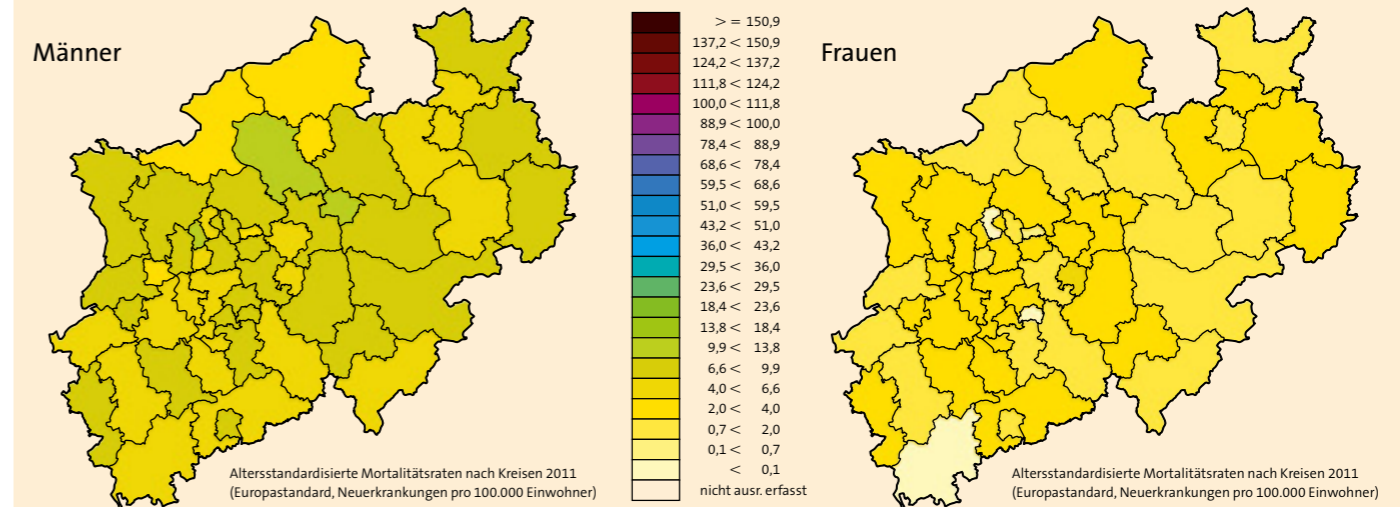 Männer
> = 150,9
137,2 < 150,9
124,2 < 137,2
111,8 < 124,2
100,0 < 111,8
88,9 < 100,0
78,4 < 88,9
68,6 < 78,4
59,5 < 68,6
51,0 < 59,5
43,2 < 51,0
36,0 < 43,2
29,5 < 36,0
23,6 < 29,5
18,4 < 23,6
13,8 < 18,4
9,9 < 13,8
6,6 < 9,9
4,0 < 6,6
2,0 < 4,0
0,7 < 2,0
0,1 < 0,7
< 0,1
nicht ausr. erfasst
Altersstandardisierte Mortalitätsraten nach Kreisen 2011
(Europastandard, Neuerkrankungen pro 100.000 Einwohner)
Frauen
Altersstandardisierte Mortalitätsraten nach Kreisen 2011
(Europastandard, Neuerkrankungen pro 100.000 Einwohner)